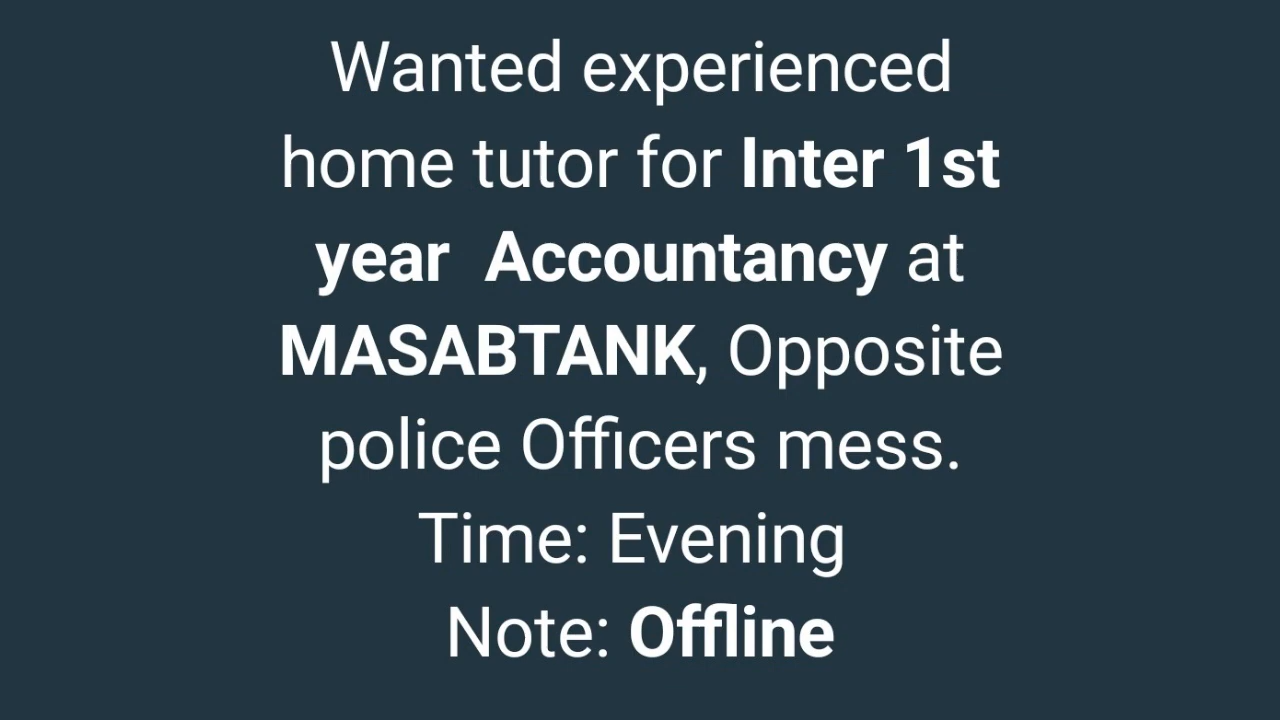 Wanted experienced
home tutor for Inter 1st
year  Accountancy at
MASABTANK, Opposite
police Officers mess.
Time: Evening
Note: Offline